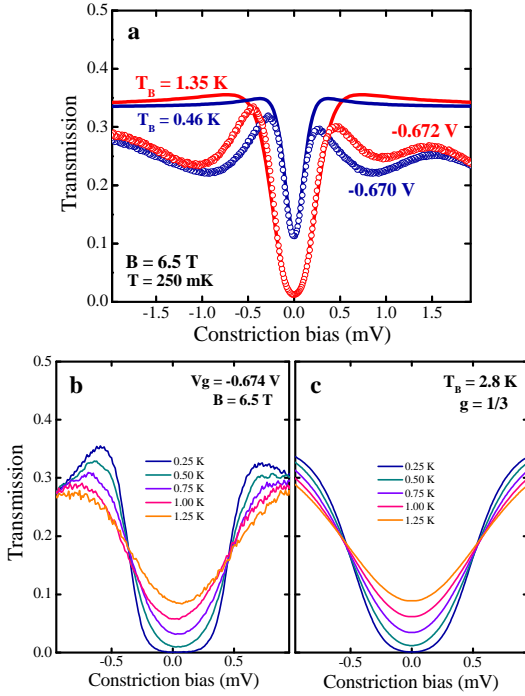 a
0.5
0.4
0.3
0.2
0.1
0.0
Transmission
T_B = 1.35 K
T_B = 0.46 K
-0.672 V
-0.670 V
B = 6.5 T
T = 250 mK
-1.5 -1.0 -0.5 0.0 0.5 1.0 1.5
Constriction bias (mV)
b
Vg = -0.674 V
B = 6.5 T
0.5
0.4
0.3
0.2
0.1
0.0
Transmission
0.25 K
0.50 K
0.75 K
1.00 K
1.25 K
-0.5 0.0 0.5
Constriction bias (mV)
c
T_B = 2.8 K
g = 1/3
0.25 K
0.50 K
0.75 K
1.00 K
1.25 K
-0.5 0.0 0.5
Constriction bias (mV)